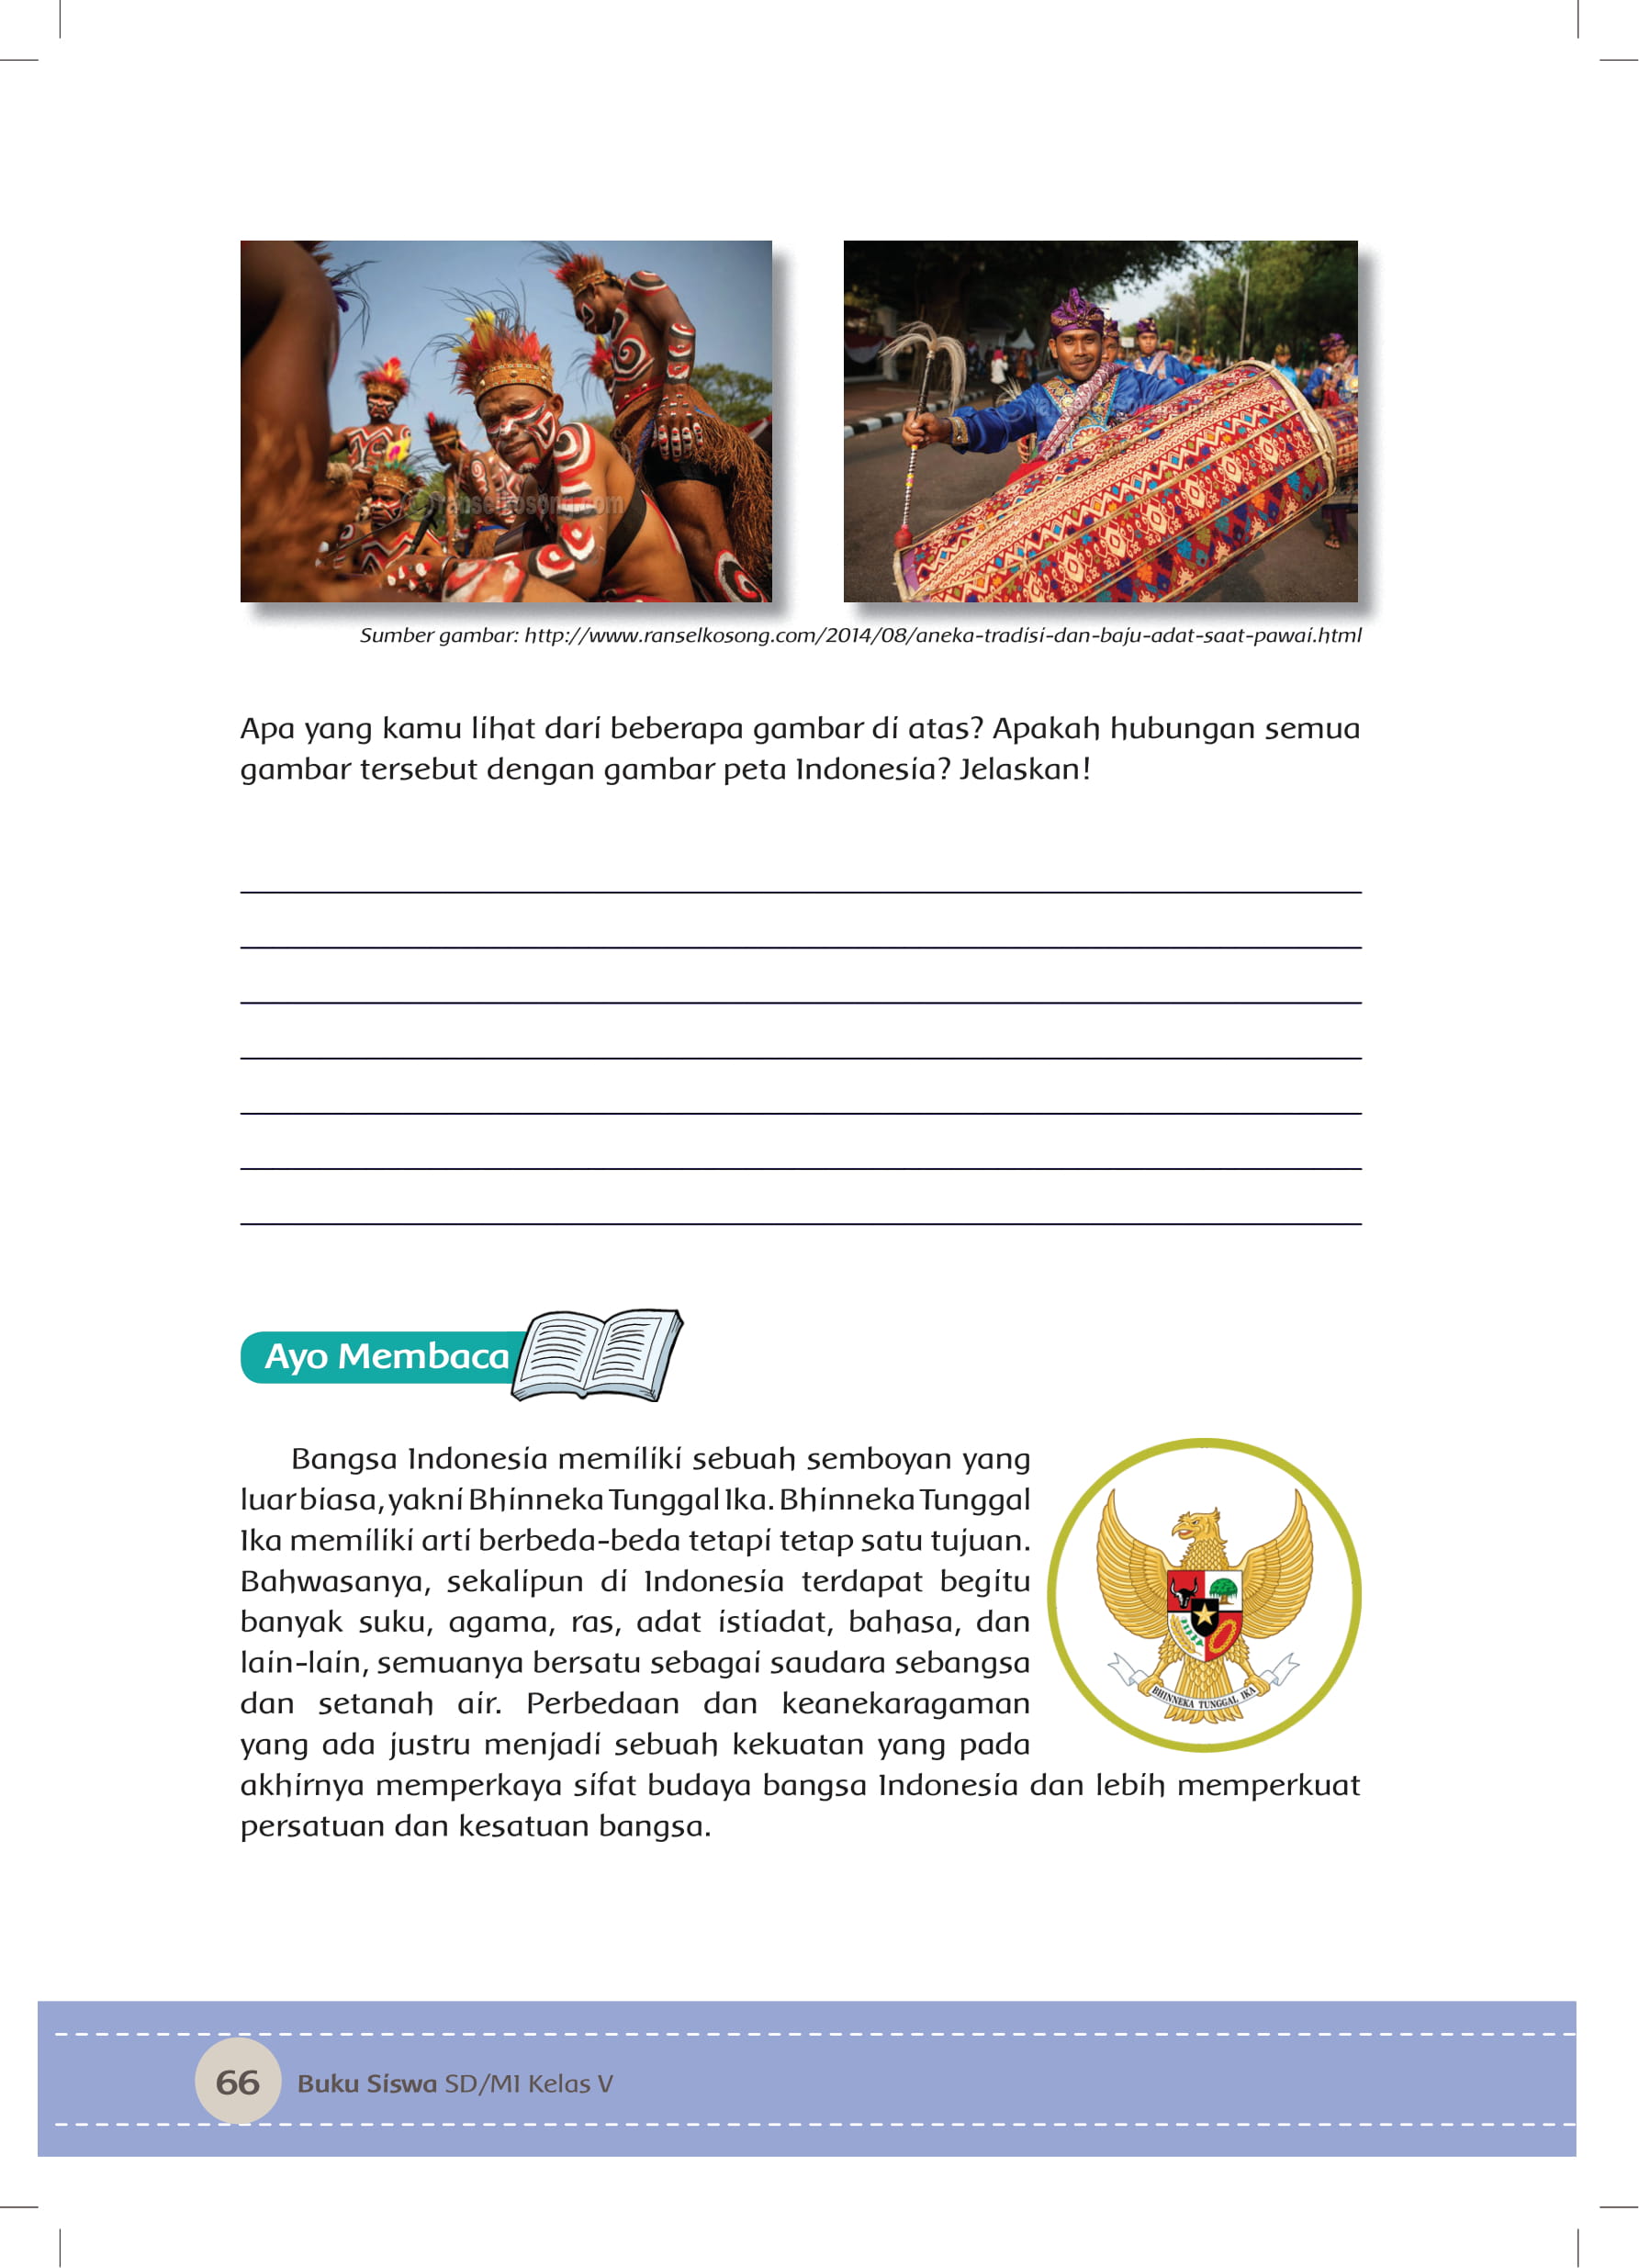 ranselkosong.com
Sumber gambar: http://www.ranselkosong.com/2014/08/aneka-tradisi-dan-baju-adat-saat-pawai.html
Apa yang kamu lihat dari beberapa gambar di atas? Apakah hubungan semua
gambar tersebut dengan gambar peta Indonesia? Jelaskan!
Ayo Membaca
Bangsa Indonesia memiliki sebuah semboyan yang
luar biasa, yakni Bhinneka Tunggal Ika. Bhinneka Tunggal
Ika memiliki arti berbeda-beda tetapi tetap satu tujuan.
Bahwasanya, sekalipun di Indonesia terdapat begitu
banyak suku, agama, ras, adat istiadat, bahasa, dan
lain-lain, semuanya bersatu sebagai saudara sebangsa
dan setanah air. Perbedaan dan keanekaragaman
yang ada justru menjadi sebuah kekuatan yang pada
akhirnya memperkaya sifat budaya bangsa Indonesia dan lebih memperkuat
persatuan dan kesatuan bangsa.
BHINNEKA TUNGGAL IKA
66 Buku Siswa SD/MI Kelas V